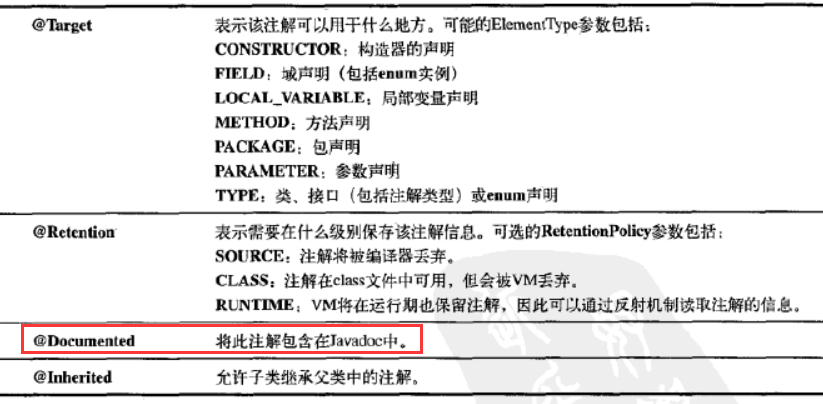 @Target 表示该注解可以用于什么地方。可能的ElementType参数包括：
CONSTRUCTOR：构造器的声明
FIELD：域声明（包括enum实例）
LOCAL_VARIABLE：局部变量声明
METHOD：方法声明
PACKAGE：包声明
PARAMETER：参数声明
TYPE：类、接口（包括注解类型）或enum声明
@Retention 表示需要在什么级别保存该注解信息。可选的RetentionPolicy参数包括：
SOURCE：注解将被编译器丢弃。
CLASS：注解在class文件中可用，但会被VM丢弃。
RUNTIME：VM将在运行期也保留注解，因此可以通过反射机制读取注解的信息。
@Documented 将此注解包含在Javadoc中。
@Inherited 允许子类继承父类中的注解。